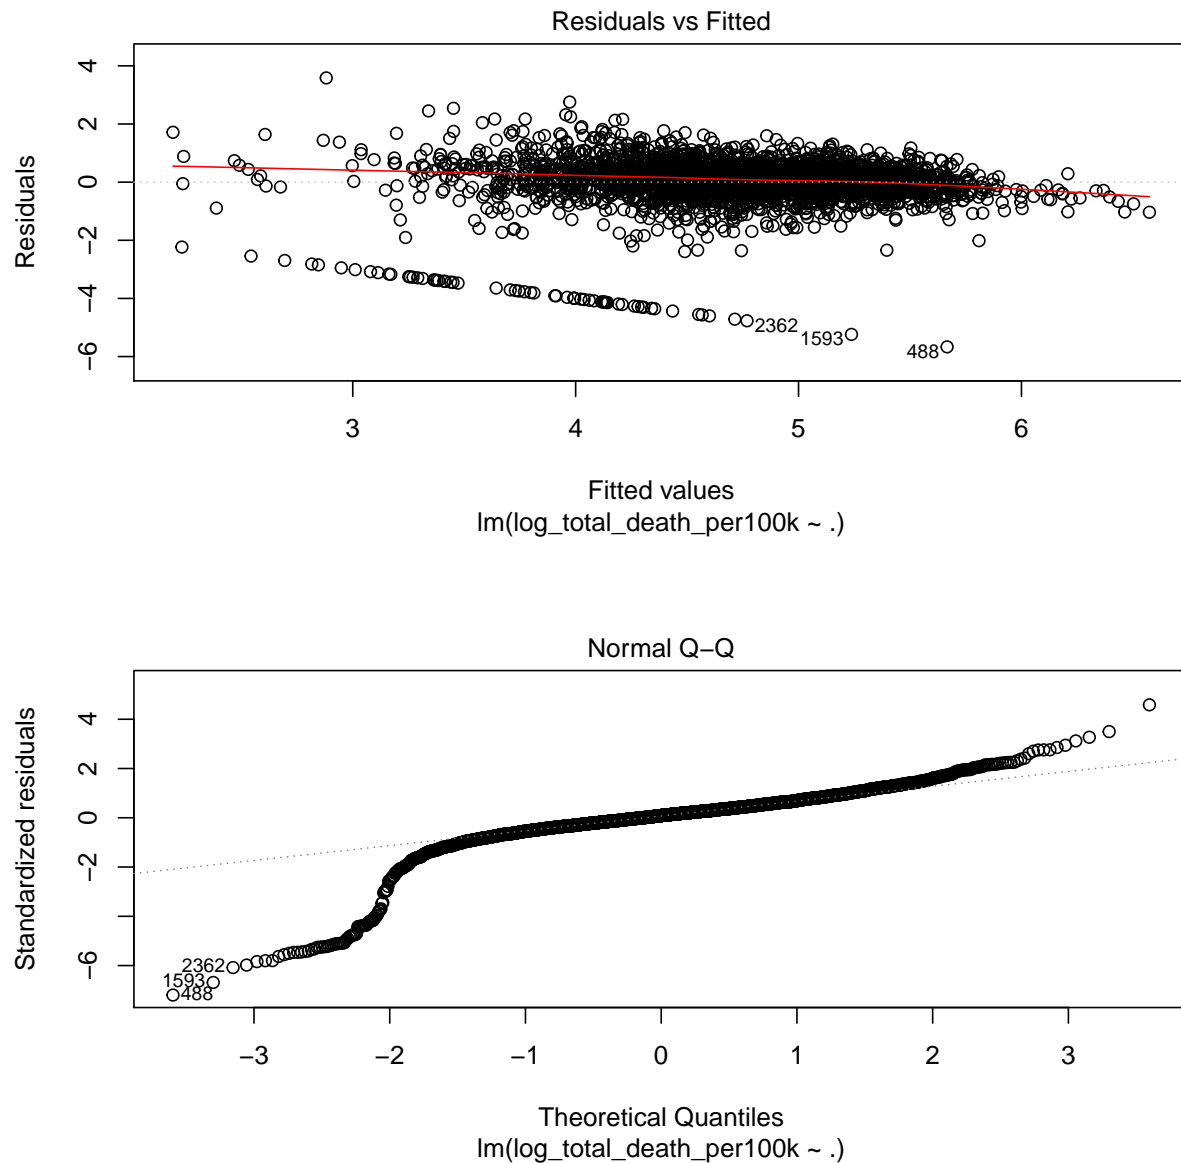 Residuals vs Fitted
Residuals
4
2
0
−2
−4
−6
2362
1593
488
3 4 5 6
Fitted values
lm(log_total_death_per100k ~ .)
Normal Q−Q
Standardized residuals
4
2
0
−2
−6
2362
1593
488
−3 −2 −1 0 1 2 3
Theoretical Quantiles
lm(log_total_death_per100k ~ .)